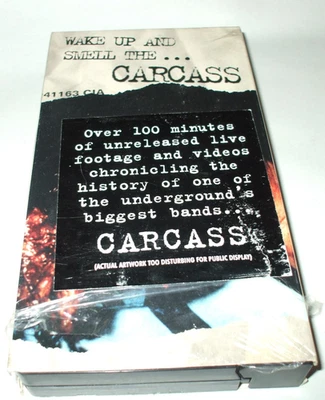 WAKE UP AND
SMELL THE ...
CARCASS
41163 CIA
Over 100 minutes
of unreleased live
footage and videos
chronicling the
history of one of
the underground's
biggest bands...
CARCASS
(ACTUAL ARTWORK TOO DISTURBING FOR PUBLIC DISPLAY)